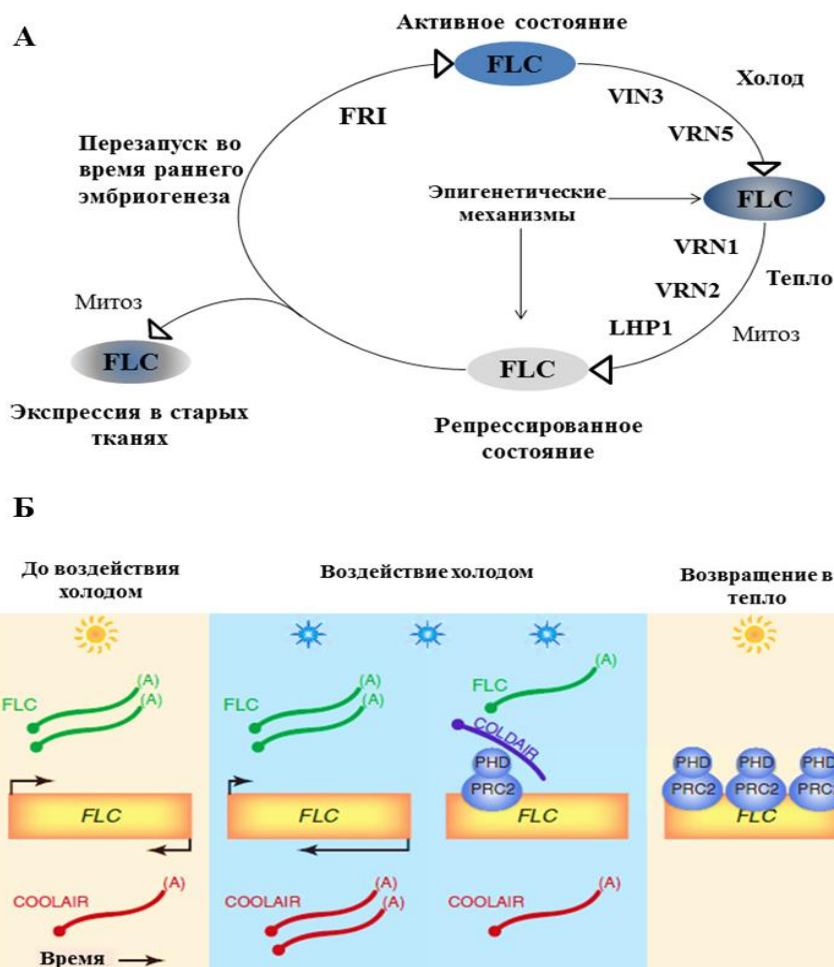 А
Активное состояние
FLC
Холод
VIN3
VRN5
FRI
Перезапуск во
время раннего
эмбриогенеза
Эпигенетические
механизмы
FLC
VRN1
VRN2
Тепло
LHP1
Митоз
Митоз
FLC
FLC
Экспрессия в старых
тканях
Репрессированное
состояние
Б
До воздействия
холодом
Воздействие холодом
Возвращение в
тепло
FLC
(A)
(A)
FLC
COOLAIR
(A)
Время
FLC
(A)
(A)
FLC
COOLAIR
(A)
(A)
FLC
(A)
COLDAIR
PHD
PRC2
FLC
COOLAIR
(A)
PHD
PHD
PHD
PRC2
PRC2
PRC2
FLC